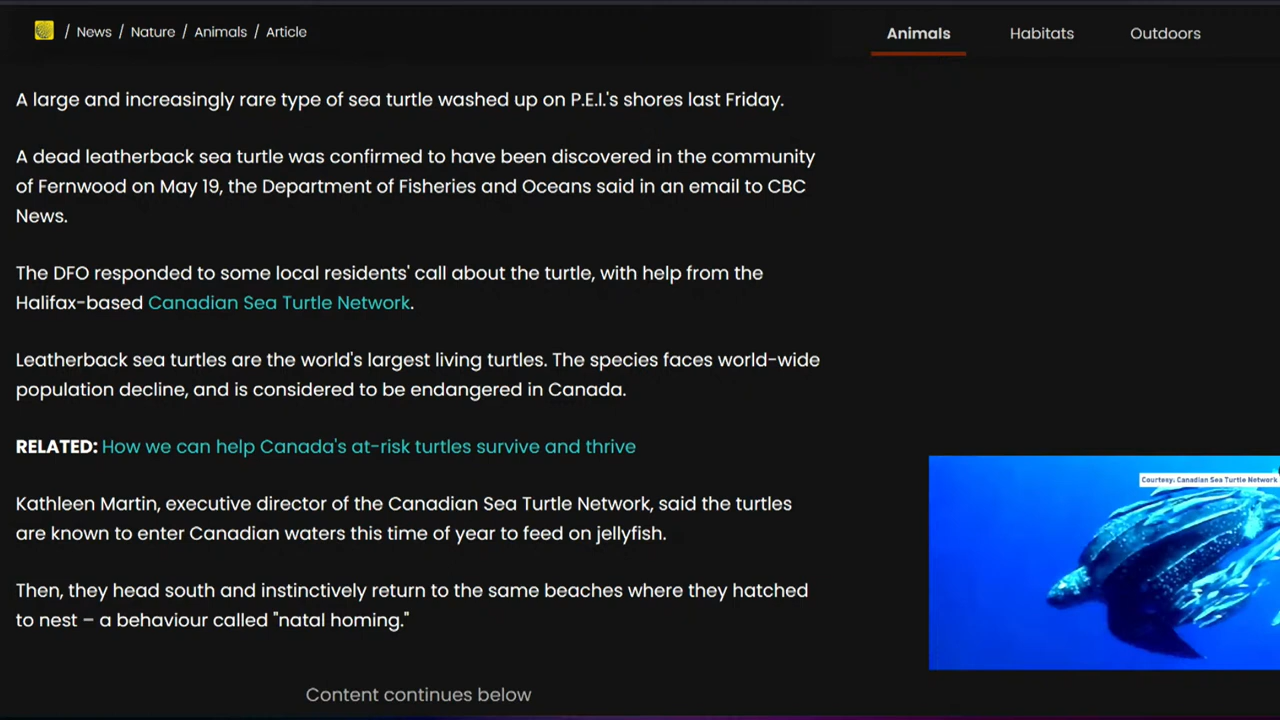 / News / Nature / Animals / Article
Animals Habitats Outdoors
A large and increasingly rare type of sea turtle washed up on P.E.I.'s shores last Friday.
A dead leatherback sea turtle was confirmed to have been discovered in the community
of Fernwood on May 19, the Department of Fisheries and Oceans said in an email to CBC
News.
The DFO responded to some local residents' call about the turtle, with help from the
Halifax-based Canadian Sea Turtle Network.
Leatherback sea turtles are the world's largest living turtles. The species faces world-wide
population decline, and is considered to be endangered in Canada.
RELATED: How we can help Canada's at-risk turtles survive and thrive
Kathleen Martin, executive director of the Canadian Sea Turtle Network, said the turtles
are known to enter Canadian waters this time of year to feed on jellyfish.
Then, they head south and instinctively return to the same beaches where they hatched
to nest – a behaviour called "natal homing."
Content continues below
Courtesy: Canadian Sea Turtle Network